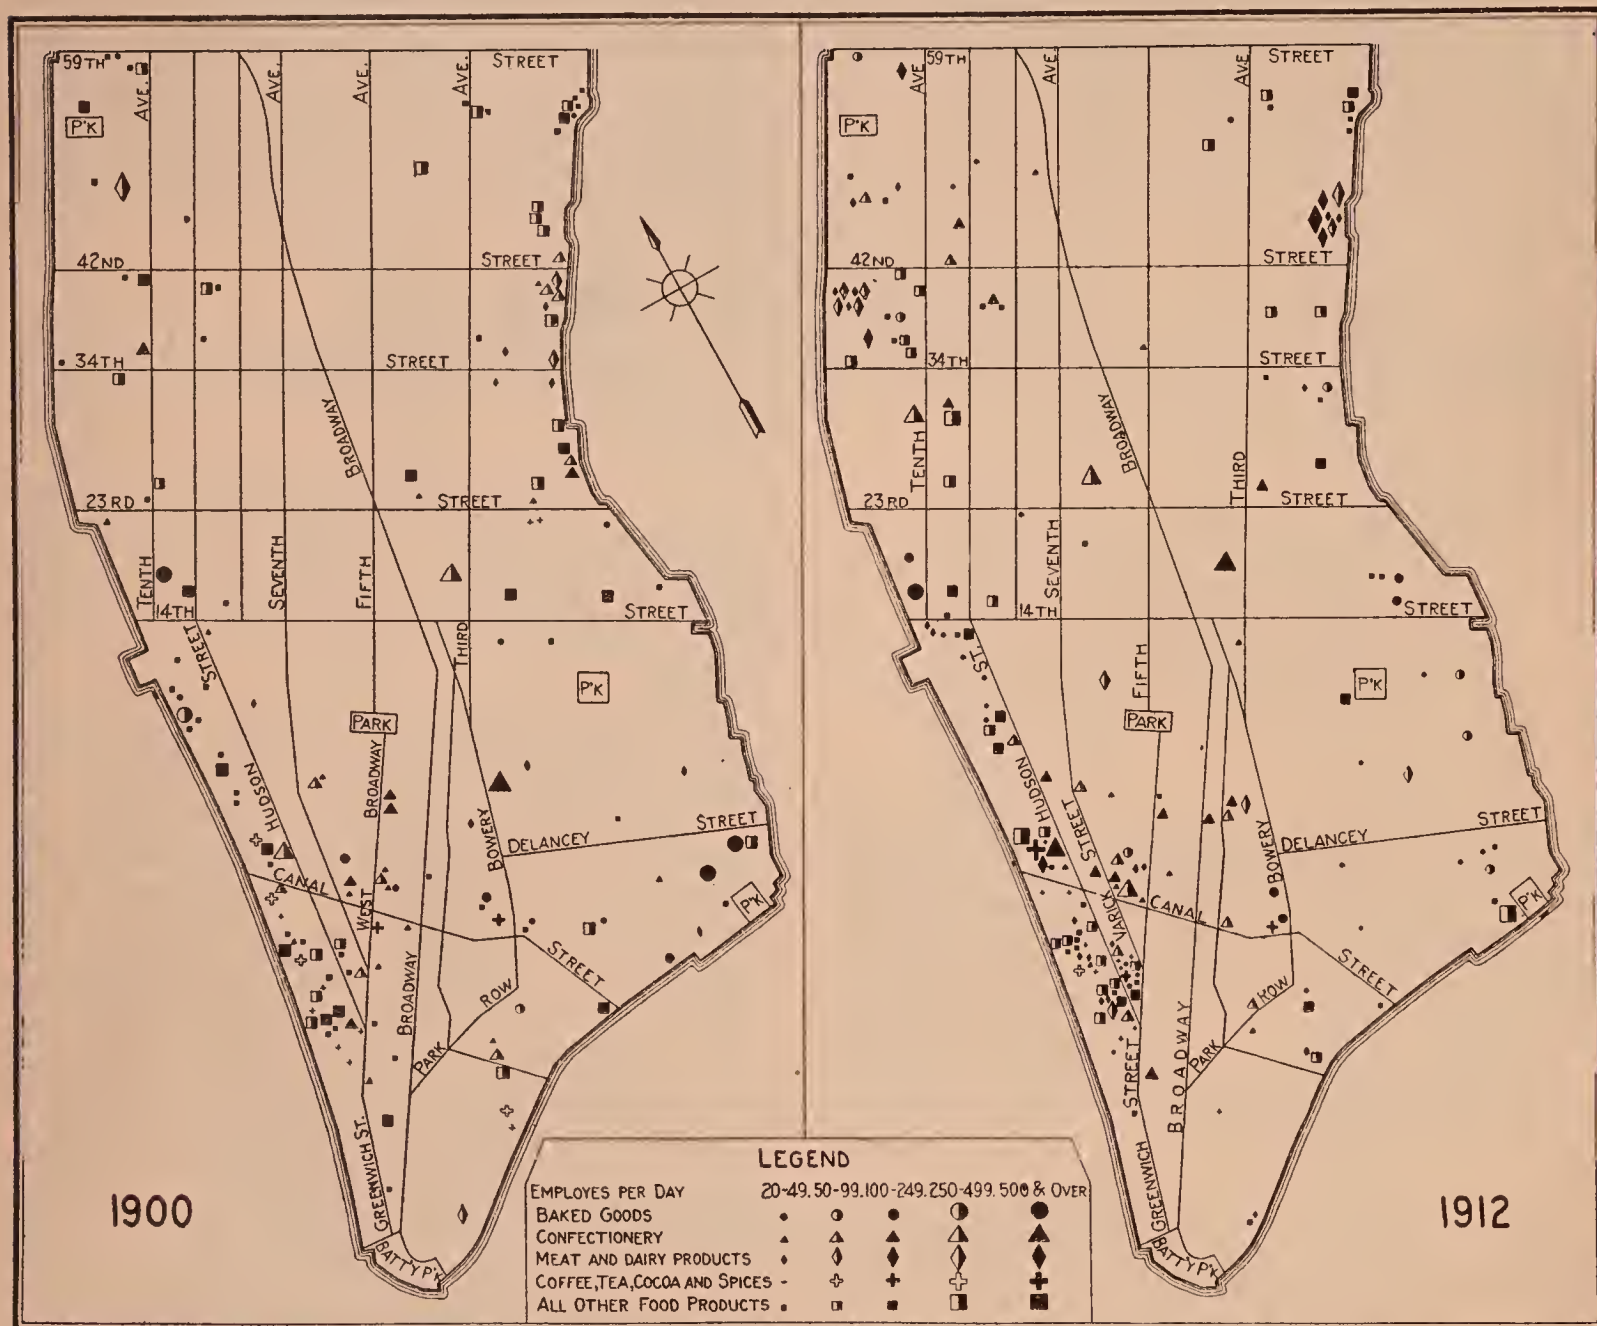 59TH STREET
AVE. AVE. AVE. AVE.
P'K
42ND STREET
34TH STREET
BROADWAY
23RD STREET
TENTH SEVENTH FIFTH
14TH STREET
THIRD
STREET
P'K
PARK
HUDSON
BROADWAY
BOWERY
DELANCEY STREET
CANAL
WEST
P'K
STREET
BROADWAY
ROW
PARK
GREENWICH ST.
BATTY P'K
1900
59TH STREET
AVE AVE AVE
P'K
42ND STREET
34TH STREET
BROADWAY
TENTH THIRD
23RD STREET
SEVENTH
14TH STREET
ST.
FIFTH
P'K
PARK
HUDSON
STREET
BOWERY
DELANCEY STREET
VARICK
CANAL
P'K
STREET
ROW
PARK
BROADWAY
STREET
GREENWICH
BATTY P'K
1912
LEGEND
EMPLOYES PER DAY 20-49. 50-99. 100-249. 250-499. 500 & OVER
BAKED GOODS
CONFECTIONERY
MEAT AND DAIRY PRODUCTS
COFFEE, TEA, COCOA AND SPICES
ALL OTHER FOOD PRODUCTS